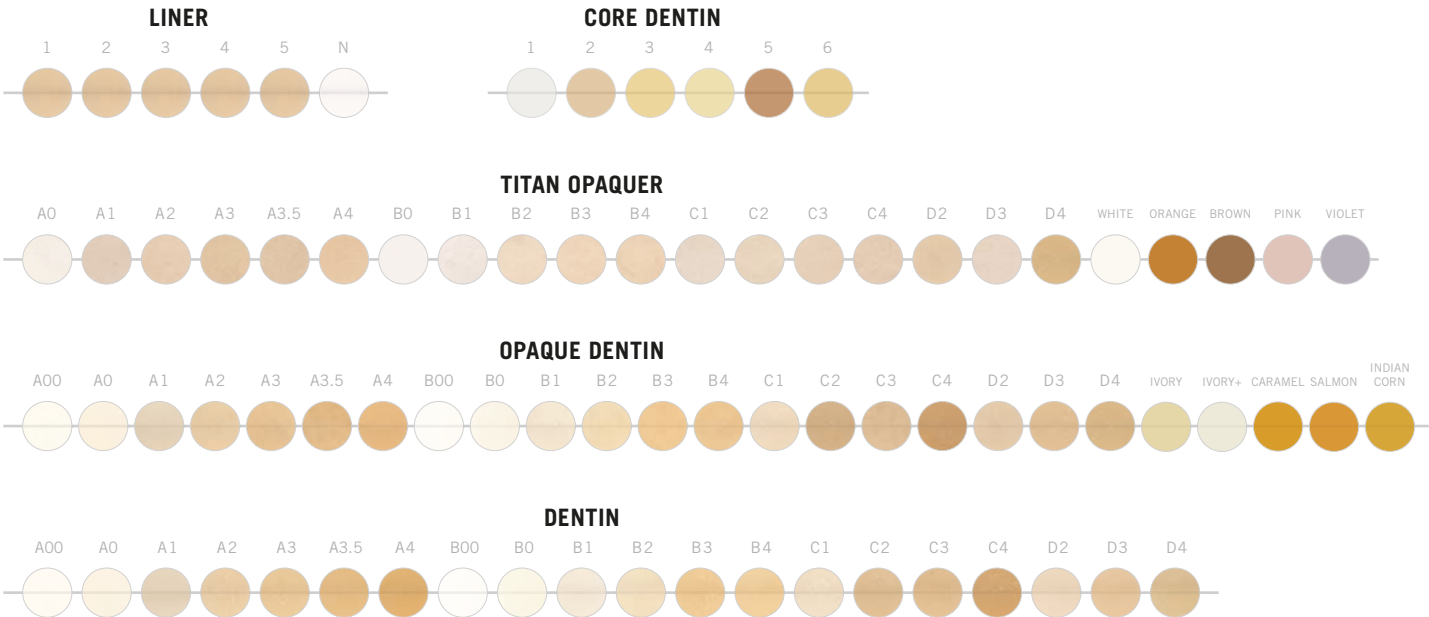 LINER
1 2 3 4 5 N
CORE DENTIN
1 2 3 4 5 6
TITAN OPAQUER
A0 A1 A2 A3 A3.5 A4 B0 B1 B2 B3 B4 C1 C2 C3 C4 D2 D3 D4 WHITE ORANGE BROWN PINK VIOLET
OPAQUE DENTIN
A00 A0 A1 A2 A3 A3.5 A4 B00 B0 B1 B2 B3 B4 C1 C2 C3 C4 D2 D3 D4 IVORY IVORY+ CARAMEL SALMON INDIAN
CORN
DENTIN
A00 A0 A1 A2 A3 A3.5 A4 B00 B0 B1 B2 B3 B4 C1 C2 C3 C4 D2 D3 D4